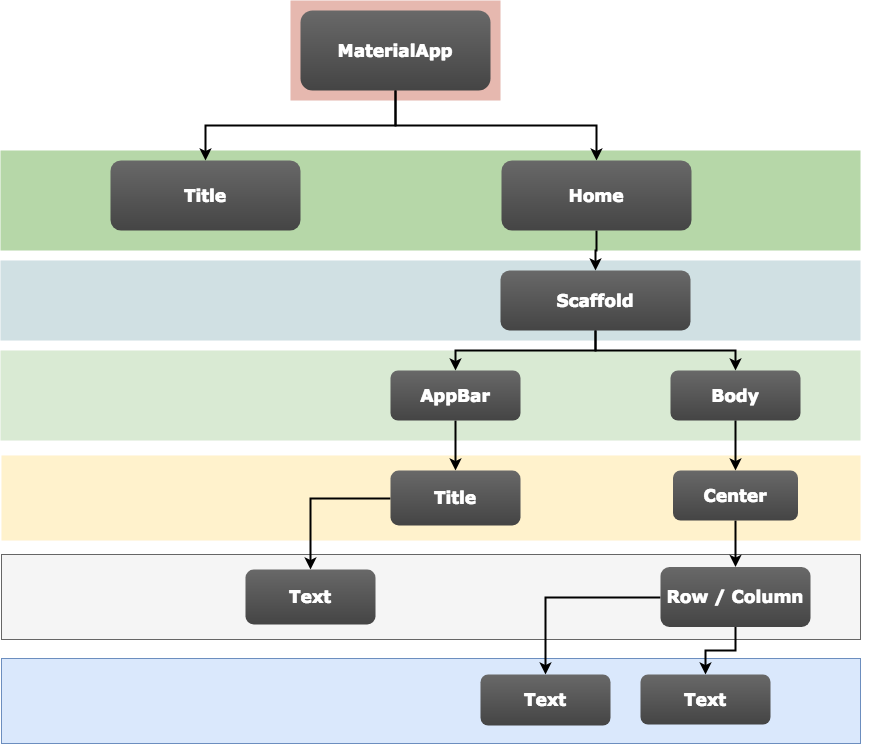 MaterialApp
Title
Home
Scaffold
AppBar
Body
Title
Center
Text
Row / Column
Text
Text